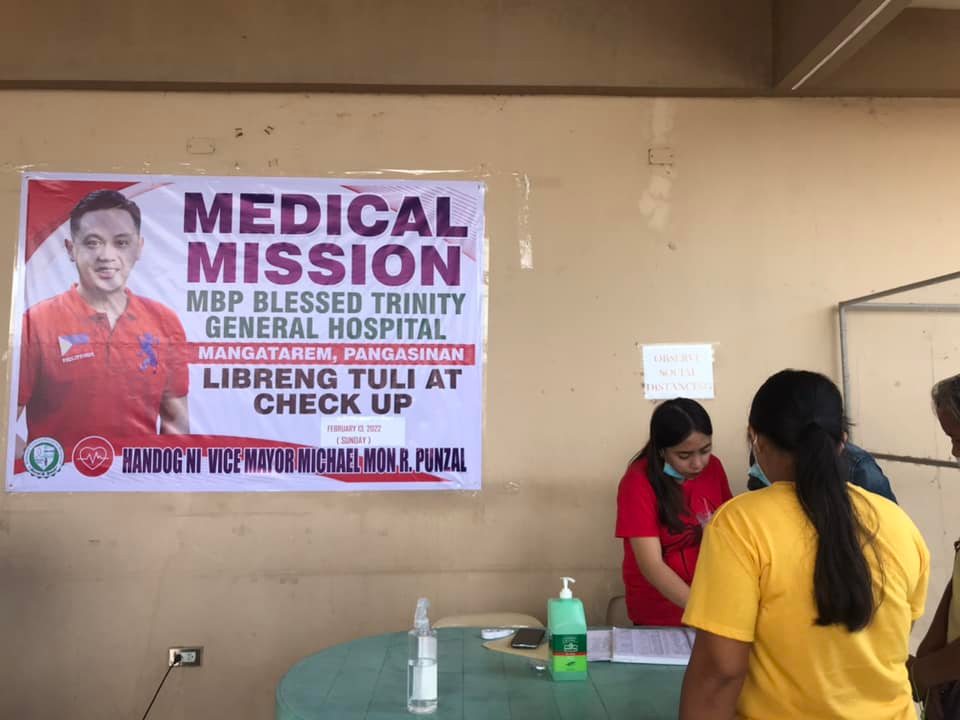 MEDICAL
MISSION
MBP BLESSED TRINITY
GENERAL HOSPITAL
MANGATAREM, PANGASINAN
LIBRENG TULI AT
CHECK UP
FEBRUARY 13, 2022
( SUNDAY )
HANDOG NI VICE MAYOR MICHAEL MON R. PUNZAL
OBSERVE
SOCIAL
DISTANCING